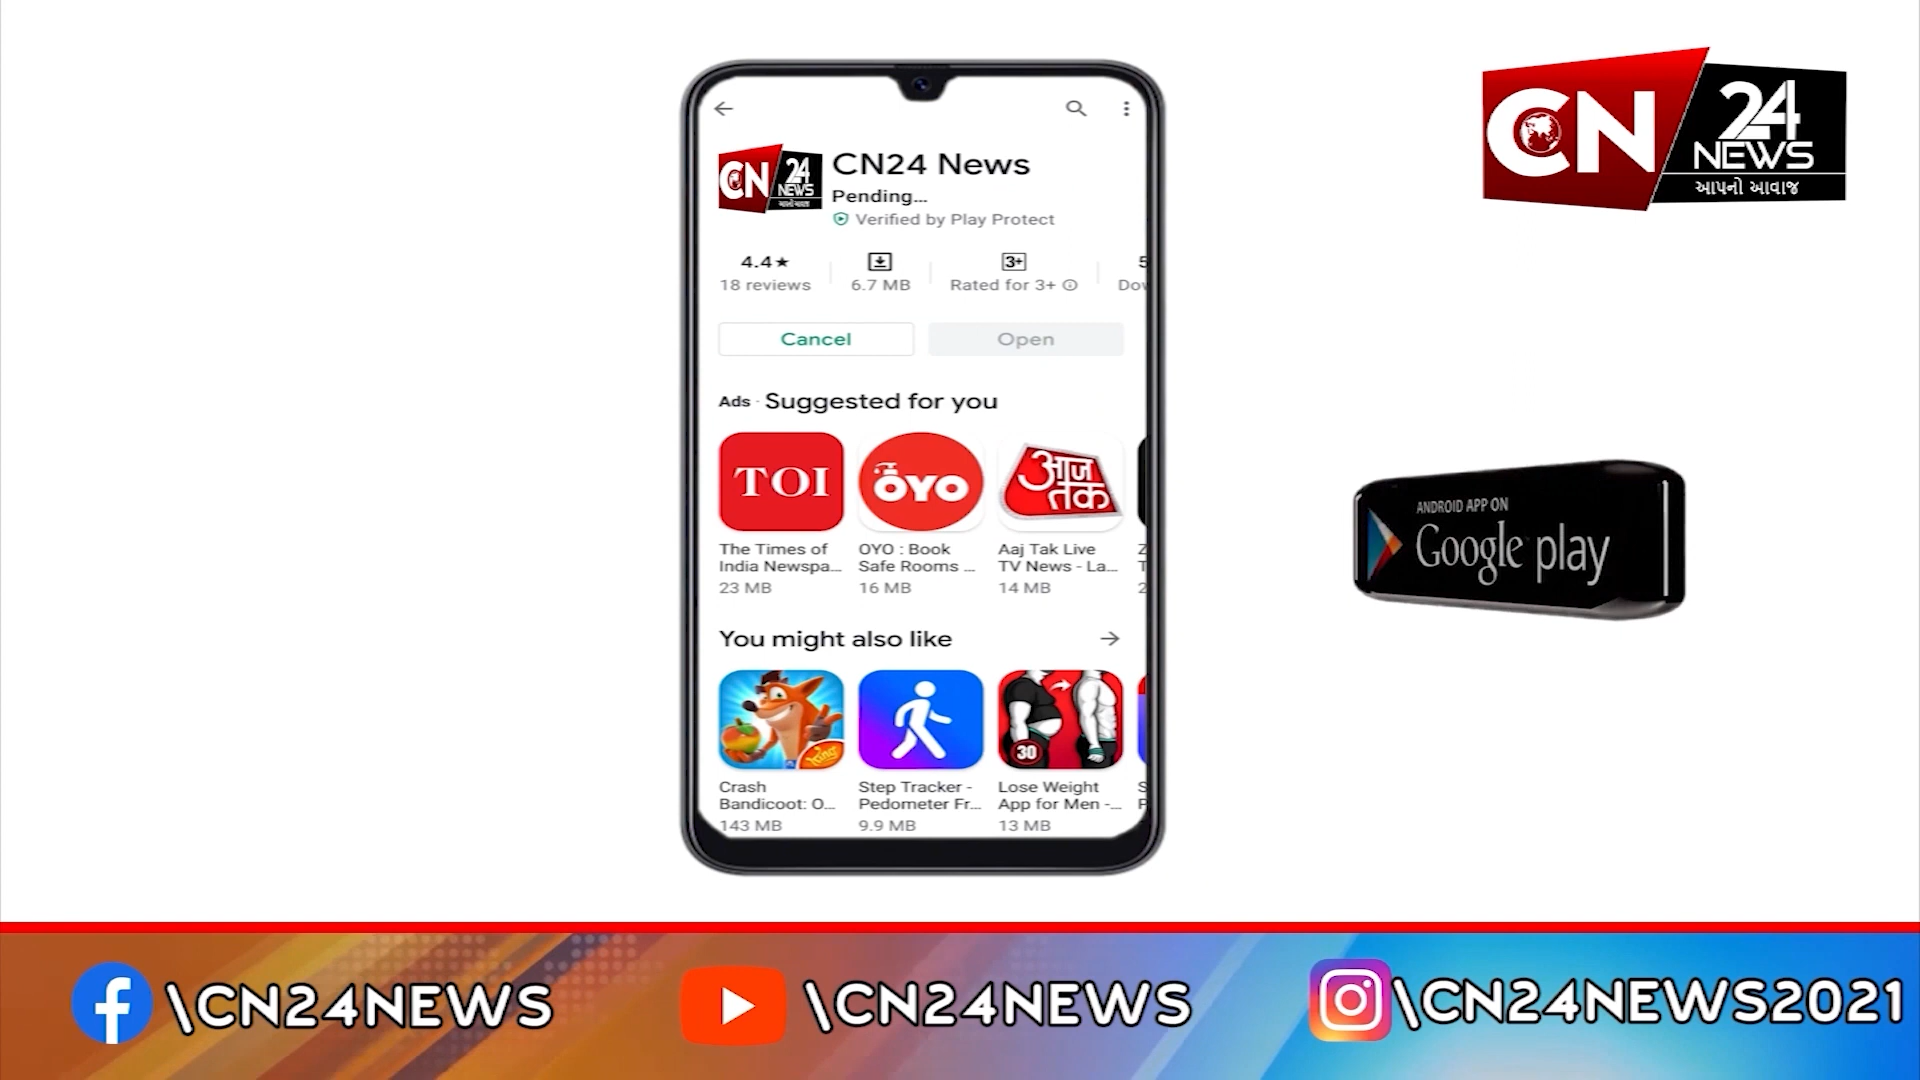 CN24 News
Pending...
Verified by Play Protect
4.4★
18 reviews
6.7 MB
3+
Rated for 3+
Cancel
Open
Ads · Suggested for you
TOI
OYO
आज तक
The Times of India Newspa...
23 MB
OYO : Book Safe Rooms ...
16 MB
Aaj Tak Live TV News - La...
14 MB
You might also like
King
30
Crash Bandicoot: O...
143 MB
Step Tracker - Pedometer Fr...
9.9 MB
Lose Weight App for Men -...
13 MB
CN 24 NEWS
આપનો આવાજ
ANDROID APP ON
Google play
\CN24NEWS
\CN24NEWS
\CN24NEWS2021